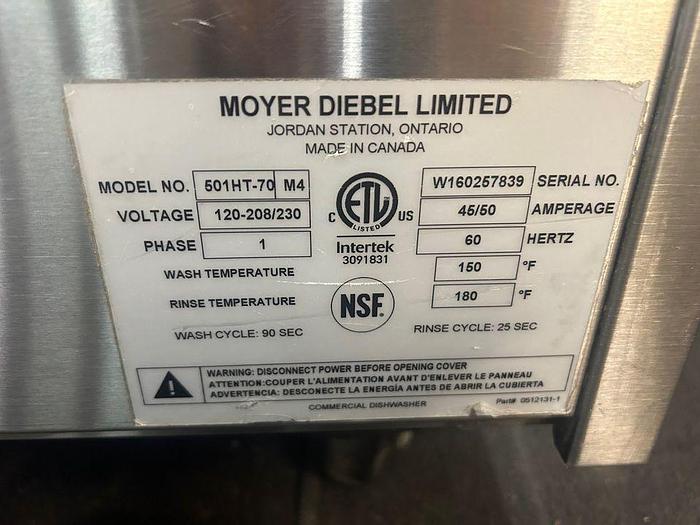 MOYER DIEBEL LIMITED
JORDAN STATION, ONTARIO
MADE IN CANADA
MODEL NO. 501HT-70 M4
VOLTAGE 120-208/230
PHASE 1
WASH TEMPERATURE
RINSE TEMPERATURE
WASH CYCLE: 90 SEC
C ETL US
LISTED
Intertek
3091831
NSF.
W160257839 SERIAL NO.
45/50 AMPERAGE
60 HERTZ
150 °F
180 °F
RINSE CYCLE: 25 SEC
WARNING: DISCONNECT POWER BEFORE OPENING COVER
ATTENTION:COUPER L'ALIMENTATION AVANT D'ENLEVER LE PANNEAU
ADVERTENCIA: DESCONECTE LA ENERGÍA ANTES DE ABRIR LA CUBIERTA
COMMERCIAL DISHWASHER
Part# 0512131-1